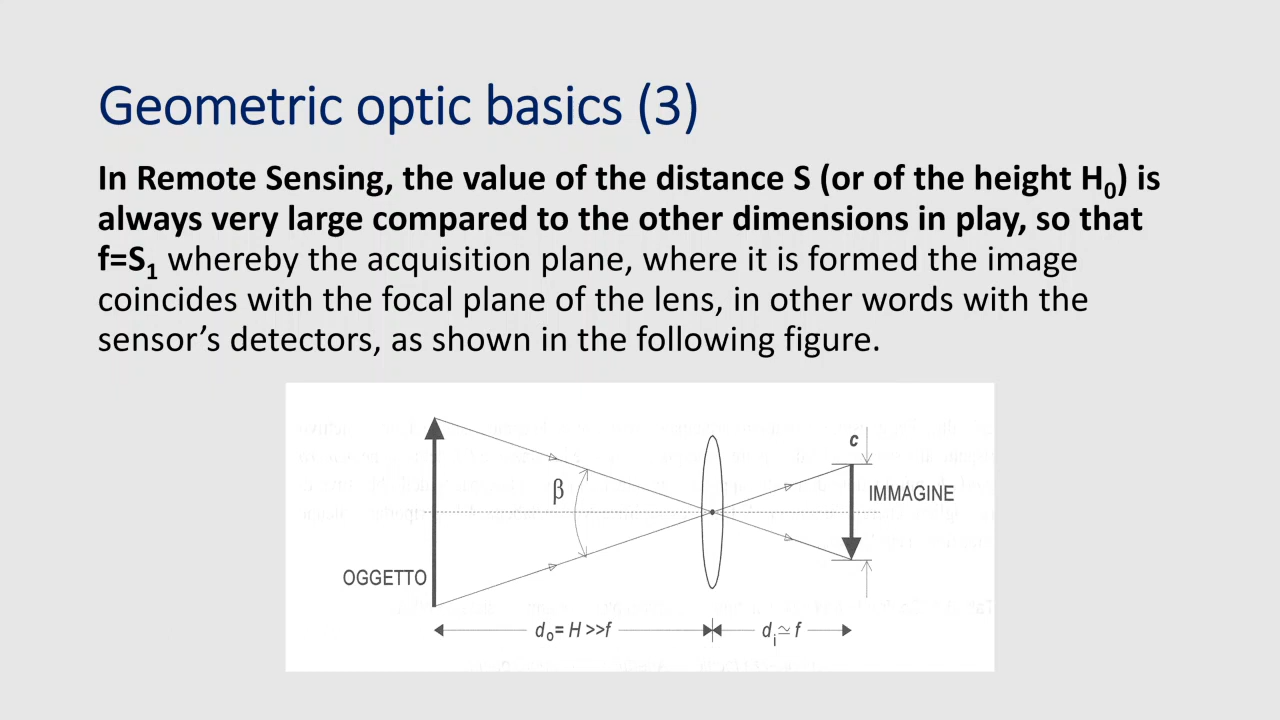 Geometric optic basics (3)
In Remote Sensing, the value of the distance S (or of the height H₀) is
always very large compared to the other dimensions in play, so that
f=S₁ whereby the acquisition plane, where it is formed the image
coincides with the focal plane of the lens, in other words with the
sensor’s detectors, as shown in the following figure.
c
β
IMMAGINE
OGGETTO
dₒ= H >>f
dᵢ≃ f